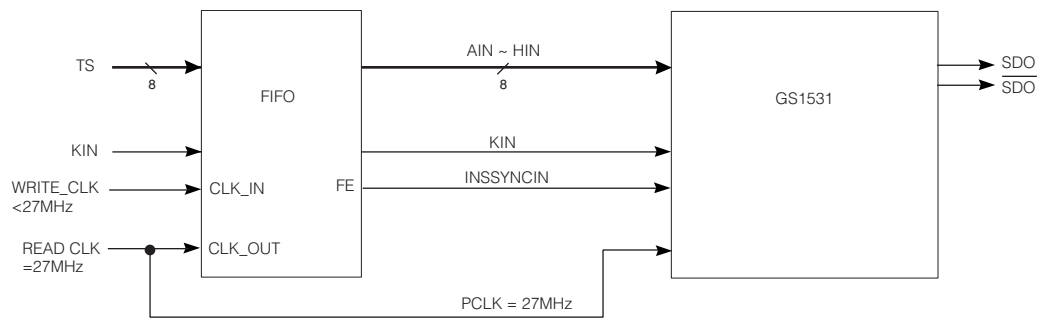 TS
8
FIFO
AIN ~ HIN
8
GS1531
SDO
SDO
KIN
KIN
WRITE_CLK
<27MHz
CLK_IN
FE
INSSYNCIN
READ CLK
=27MHz
CLK_OUT
PCLK = 27MHz